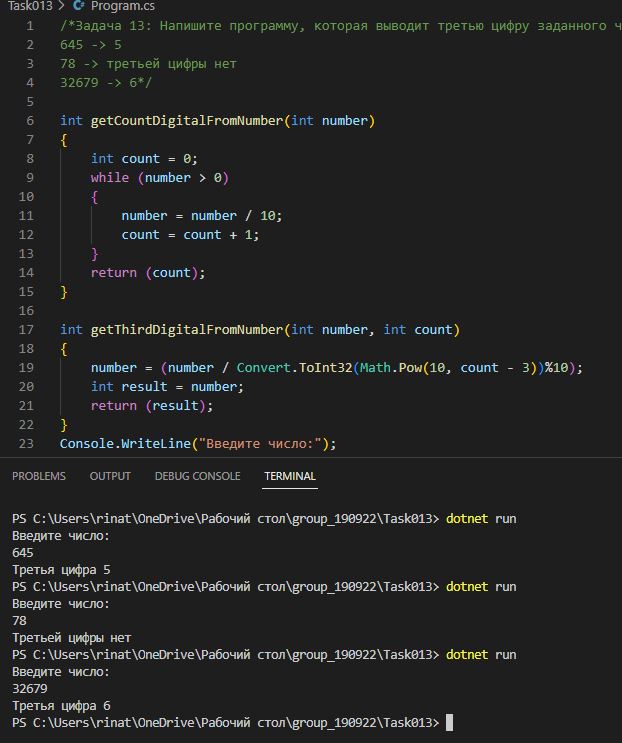 Task013 > Program.cs
1 /*Задача 13: Напишите программу, которая выводит третью цифру заданного ч
2 645 -> 5
3 78 -> третьей цифры нет
4 32679 -> 6*/
5
6 int getCountDigitalFromNumber(int number)
7 {
8 int count = 0;
9 while (number > 0)
10 {
11 number = number / 10;
12 count = count + 1;
13 }
14 return (count);
15 }
16
17 int getThirdDigitalFromNumber(int number, int count)
18 {
19 number = (number / Convert.ToInt32(Math.Pow(10, count - 3))%10);
20 int result = number;
21 return (result);
22 }
23 Console.WriteLine("Введите число:");
PROBLEMS OUTPUT DEBUG CONSOLE TERMINAL
PS C:\Users\rinat\OneDrive\Рабочий стол\group_190922\Task013> dotnet run
Введите число:
645
Третья цифра 5
PS C:\Users\rinat\OneDrive\Рабочий стол\group_190922\Task013> dotnet run
Введите число:
78
Третьей цифры нет
PS C:\Users\rinat\OneDrive\Рабочий стол\group_190922\Task013> dotnet run
Введите число:
32679
Третья цифра 6
PS C:\Users\rinat\OneDrive\Рабочий стол\group_190922\Task013>